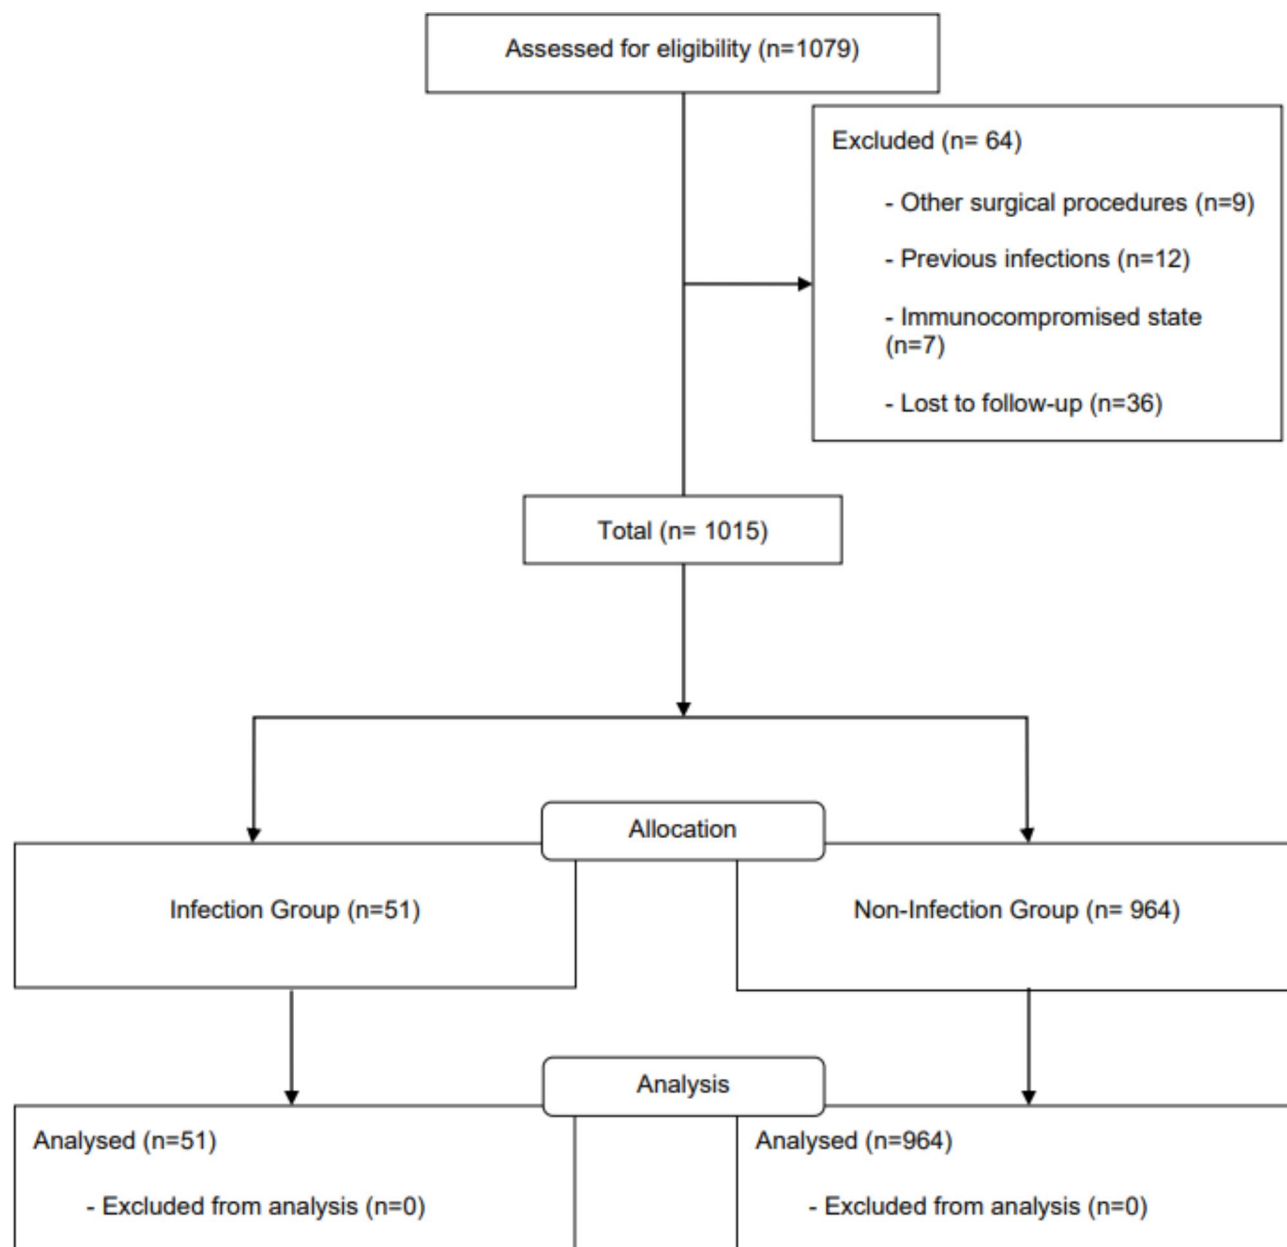 Assessed for eligibility (n=1079)
Excluded (n= 64)
- Other surgical procedures (n=9)
- Previous infections (n=12)
- Immunocompromised state
(n=7)
- Lost to follow-up (n=36)
Total (n= 1015)
Allocation
Infection Group (n=51)
Non-Infection Group (n= 964)
Analysis
Analysed (n=51)
- Excluded from analysis (n=0)
Analysed (n=964)
- Excluded from analysis (n=0)